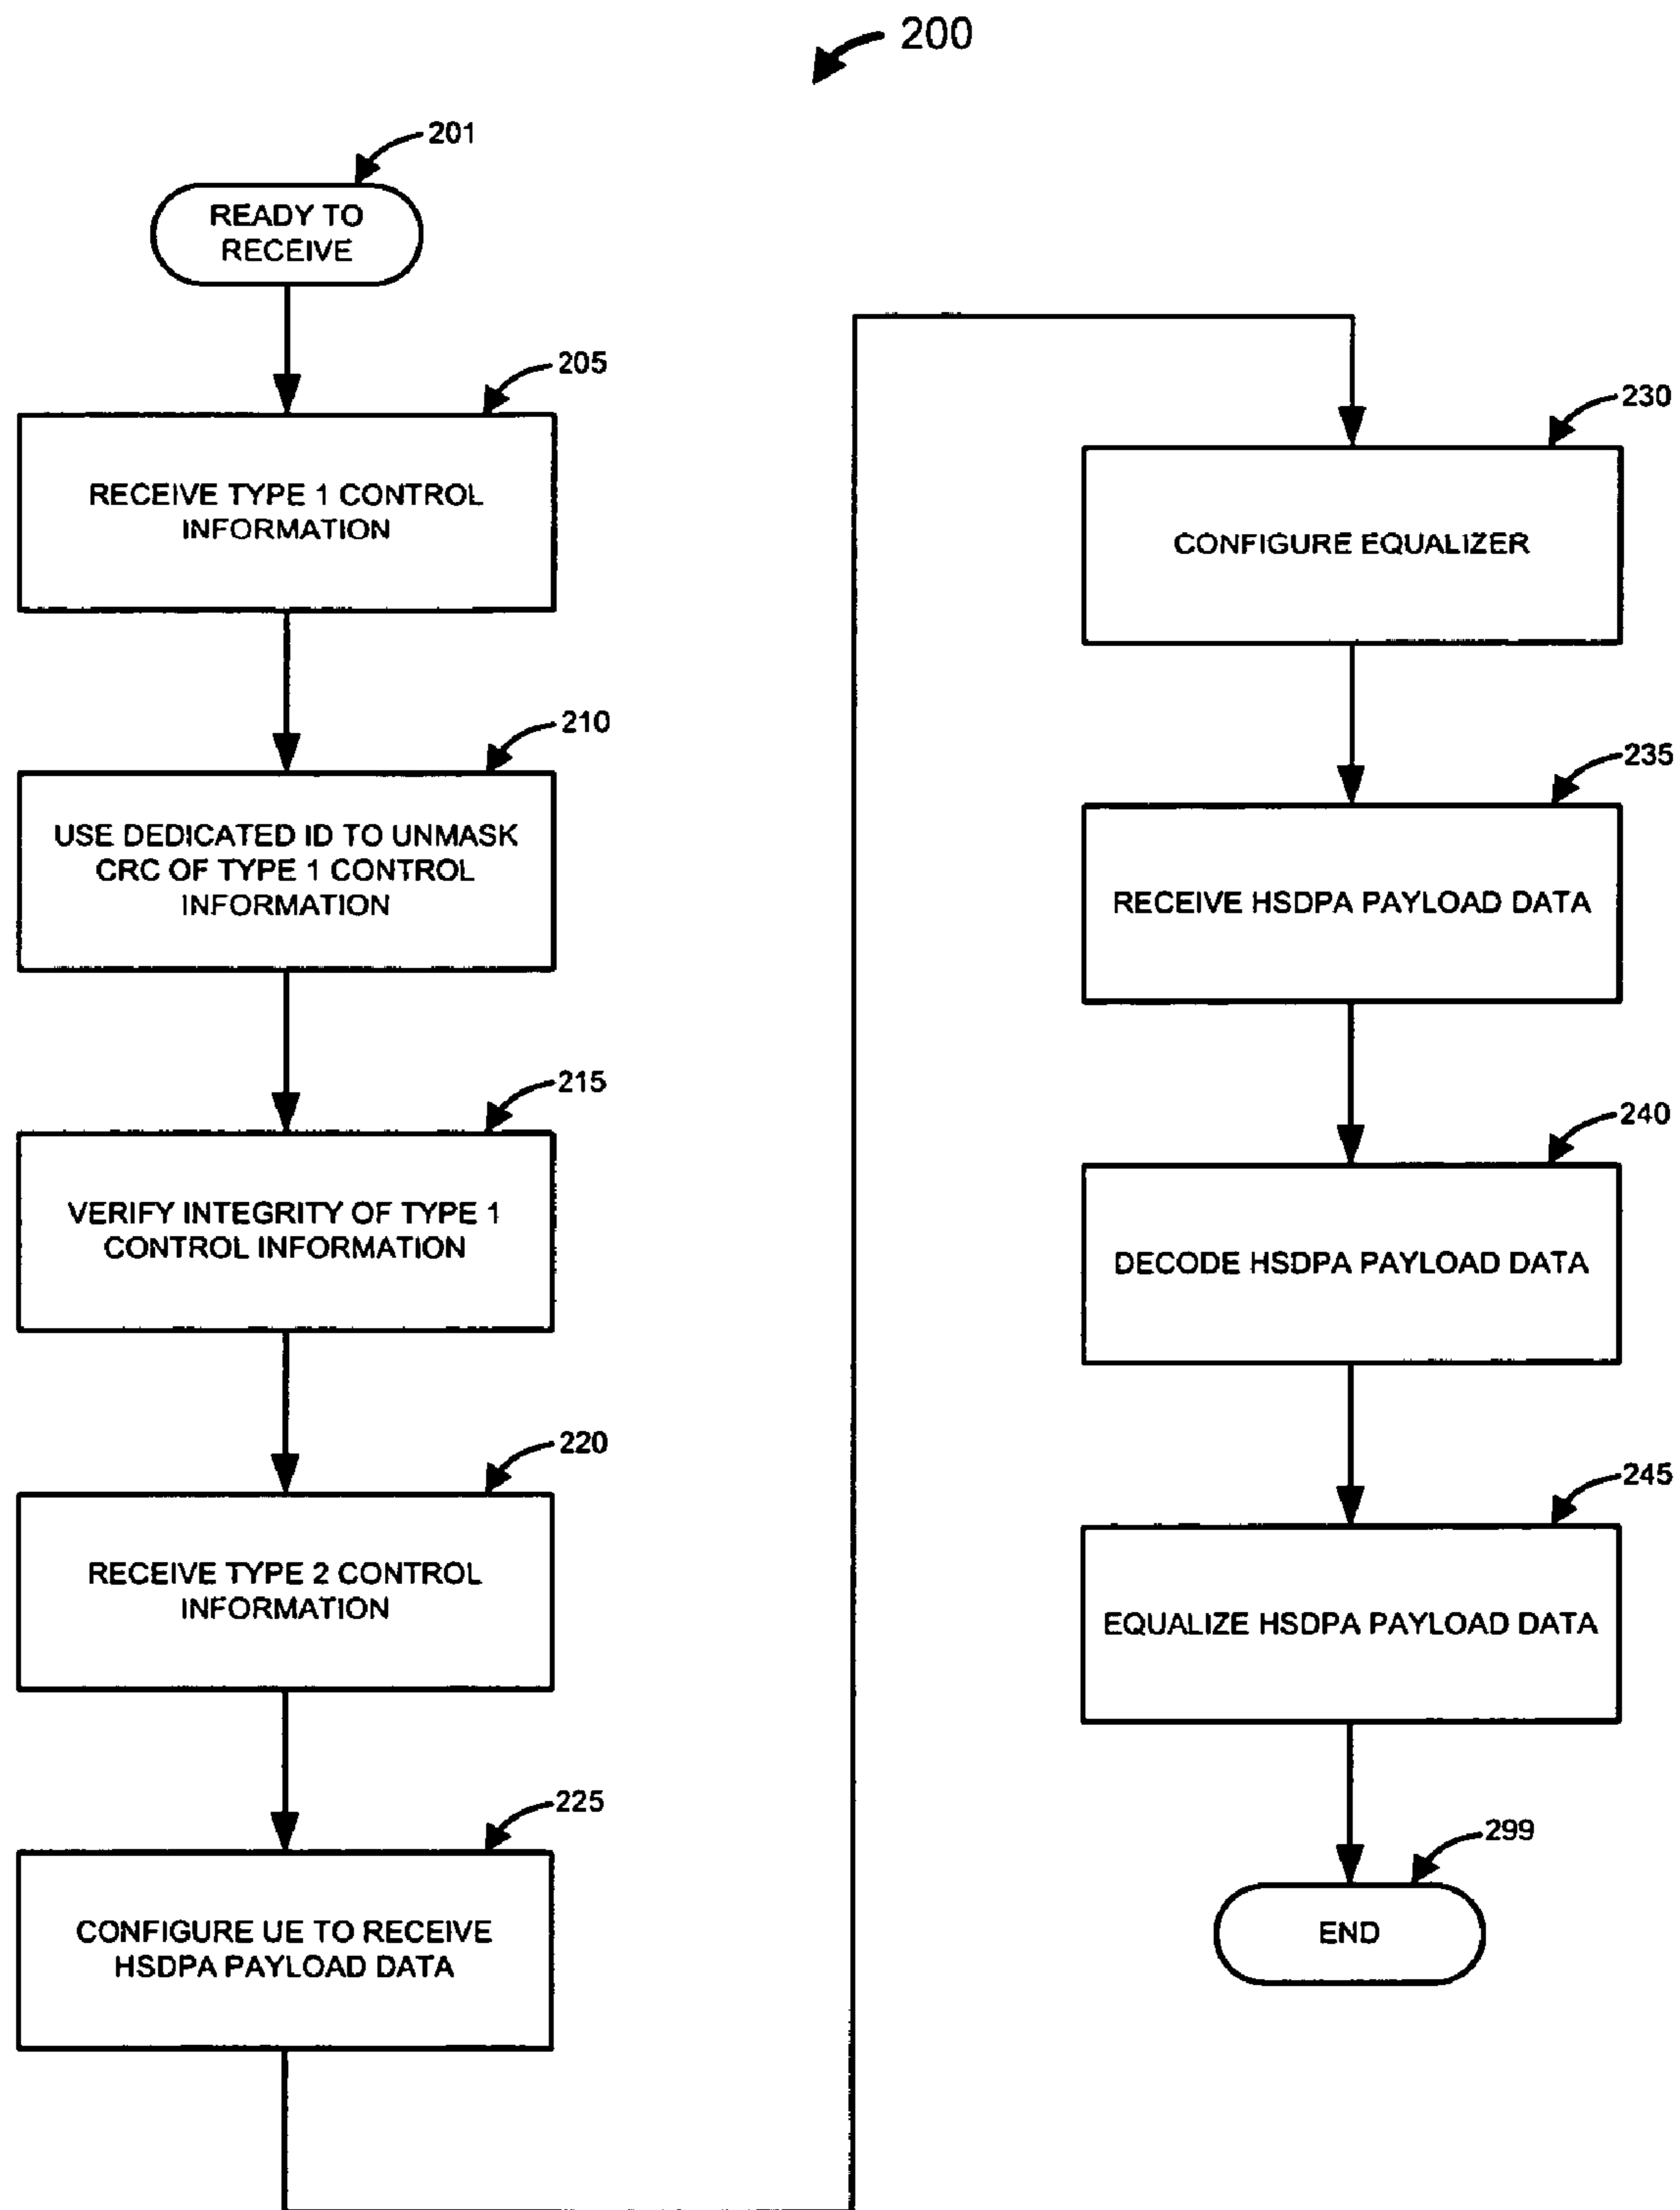 200
201
READY TO
RECEIVE
205
RECEIVE TYPE 1 CONTROL
INFORMATION
210
USE DEDICATED ID TO UNMASK
CRC OF TYPE 1 CONTROL
INFORMATION
215
VERIFY INTEGRITY OF TYPE 1
CONTROL INFORMATION
220
RECEIVE TYPE 2 CONTROL
INFORMATION
225
CONFIGURE UE TO RECEIVE
HSDPA PAYLOAD DATA
230
CONFIGURE EQUALIZER
235
RECEIVE HSDPA PAYLOAD DATA
240
DECODE HSDPA PAYLOAD DATA
245
EQUALIZE HSDPA PAYLOAD DATA
299
END